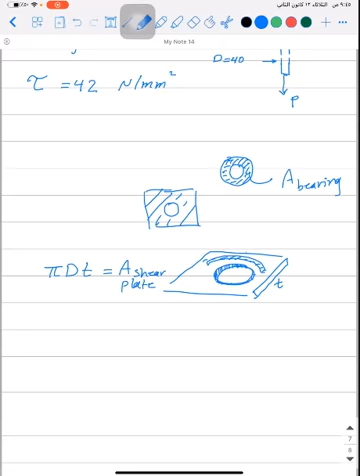 ٩:٤٥ ص الثلاثاء ١٢ كانون الثاني
My Note 14
D=40
τ = 42 N/mm²
P
A bearing
πDt = A shear
plate
t
7
8